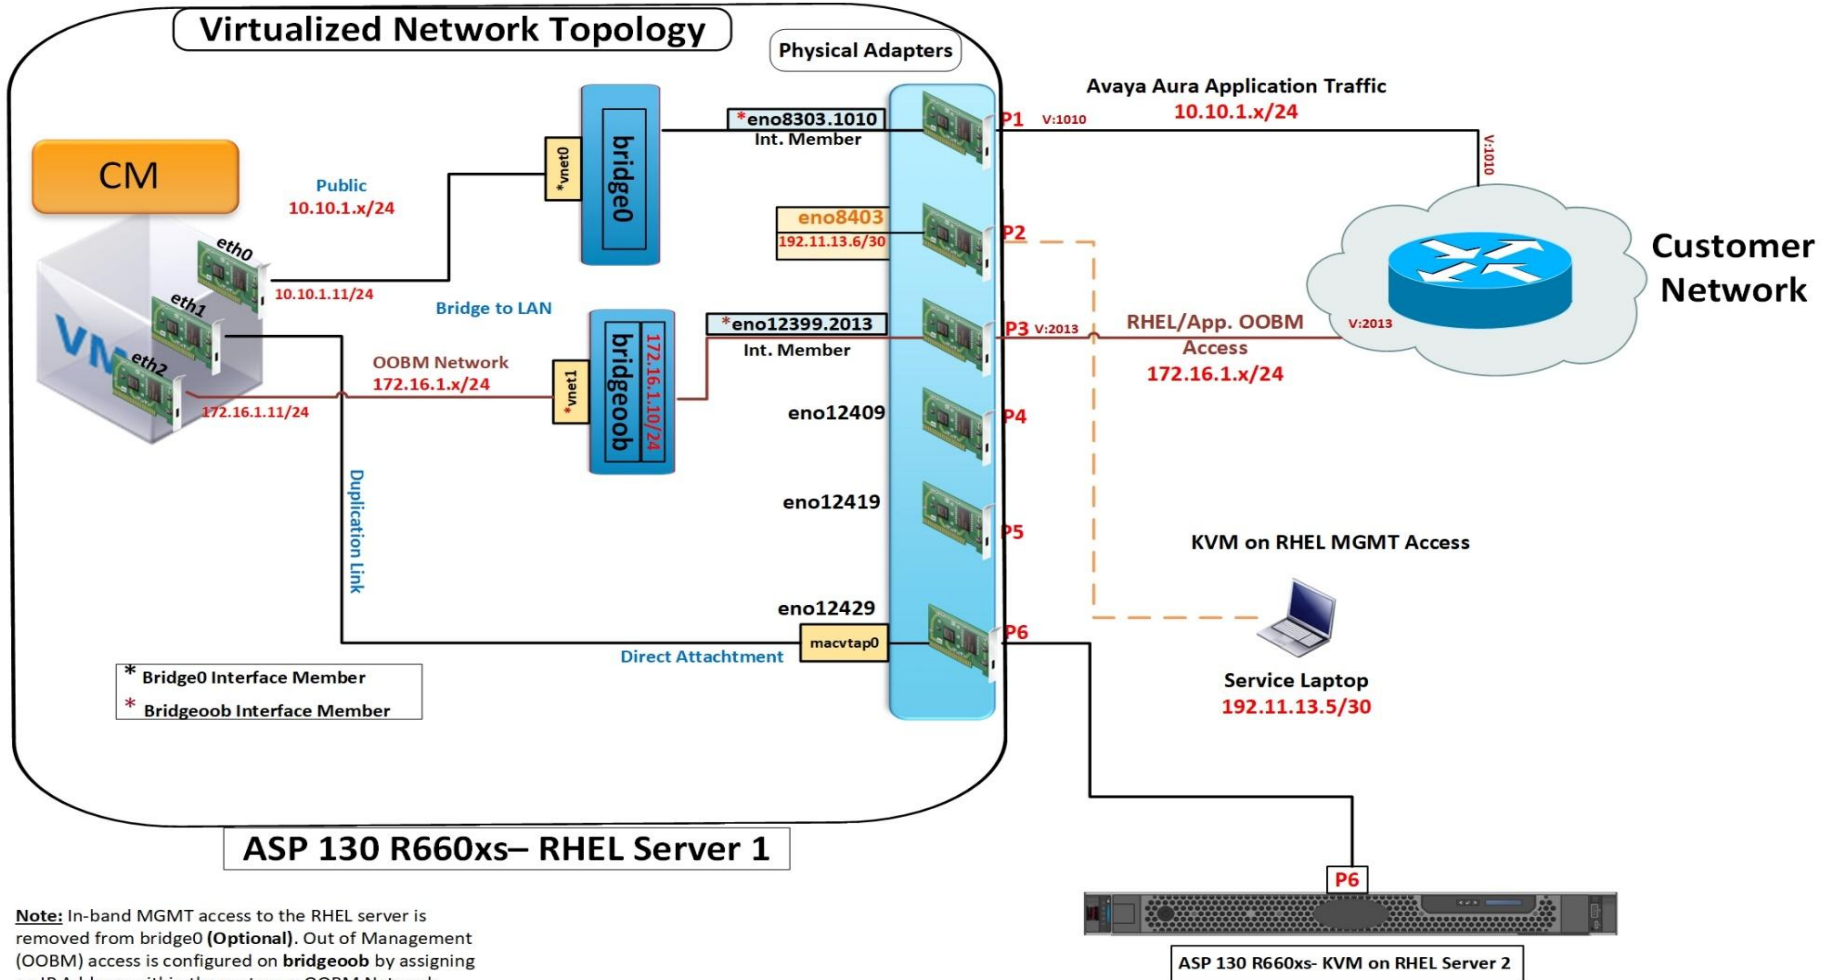 Virtualized Network Topology
Physical Adapters
Avaya Aura Application Traffic
10.10.1.x/24
*eno8303.1010
Int. Member
P1
V:1010
V:1010
bridge0
*vnet0
CM
Public
10.10.1.x/24
eth0
10.10.1.11/24
eno8403
192.11.13.6/30
P2
Customer
Network
eth1
Bridge to LAN
*eno12399.2013
Int. Member
P3
V:2013
RHEL/App. OOBM
Access
172.16.1.x/24
V:2013
VM
eth2
OOBM Network
172.16.1.x/24
172.16.1.11/24
*vnet1
bridgeoob
172.16.1.10/24
eno12409
P4
eno12419
P5
Duplication Link
KVM on RHEL MGMT Access
eno12429
macvtap0
P6
Direct Attachtment
Service Laptop
192.11.13.5/30
* Bridge0 Interface Member
* Bridgeoob Interface Member
ASP 130 R660xs– RHEL Server 1
P6
ASP 130 R660xs- KVM on RHEL Server 2
Note: In-band MGMT access to the RHEL server is
removed from bridge0 (Optional). Out of Management
(OOBM) access is configured on bridgeoob by assigning